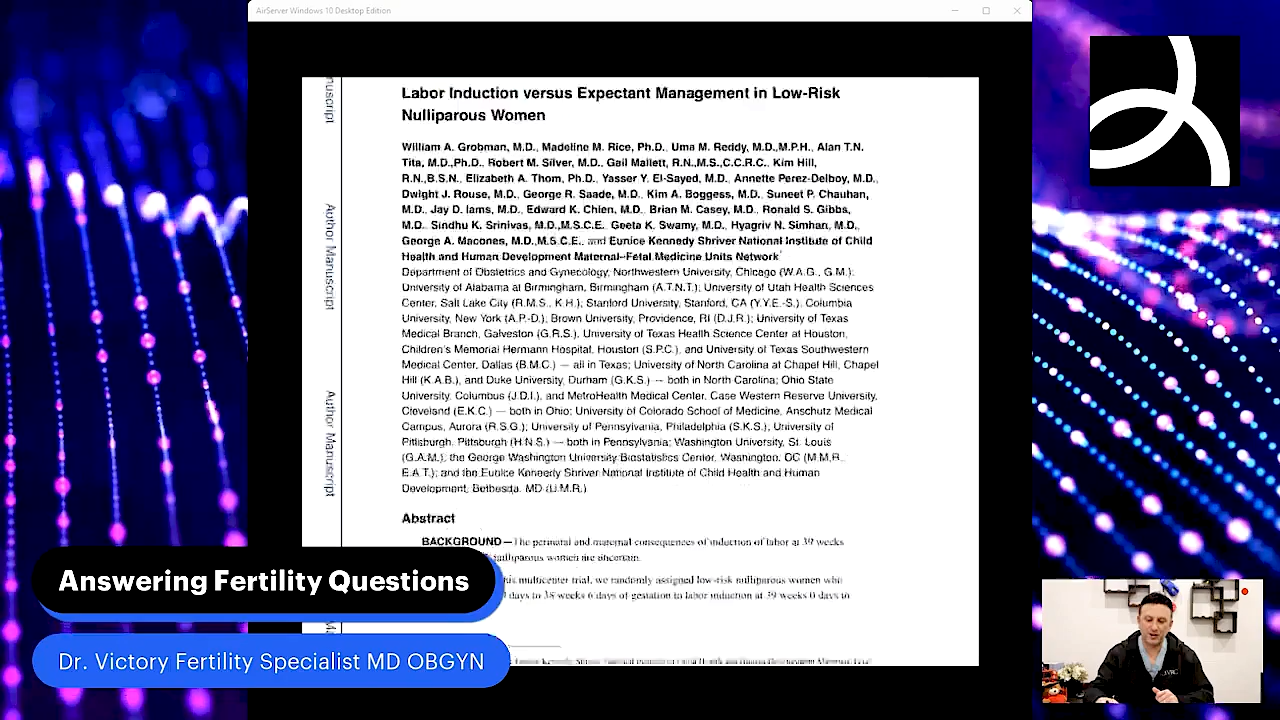 AirServer Windows 10 Desktop Edition
Labor Induction versus Expectant Management in Low-Risk
Nulliparous Women
William A. Grobman, M.D., Madeline M. Rice, Ph.D., Uma M. Reddy, M.D.,M.P.H., Alan T.N.
Tita, M.D.,Ph.D., Robert M. Silver, M.D., Gail Mallett, R.N.,M.S.,C.C.R.C., Kim Hill,
R.N.,B.S.N., Elizabeth A. Thom, Ph.D., Yasser Y. El-Sayed, M.D., Annette Perez-Delboy, M.D.,
Dwight J. Rouse, M.D., George R. Saade, M.D., Kim A. Boggess, M.D., Suneet P. Chauhan,
M.D., Jay D. Iams, M.D., Edward K. Chien, M.D., Brian M. Casey, M.D., Ronald S. Gibbs,
M.D., Sindhu K. Srinivas, M.D.,M.S.C.E., Geeta K. Swamy, M.D., Hyagriv N. Simhan, M.D.,
George A. Macones, M.D.,M.S.C.E., and Eunice Kennedy Shriver National Institute of Child
Health and Human Development Maternal–Fetal Medicine Units Network*
Department of Obstetrics and Gynecology, Northwestern University, Chicago (W.A.G., G.M.);
University of Alabama at Birmingham, Birmingham (A.T.N.T.); University of Utah Health Sciences
Center, Salt Lake City (R.M.S., K.H.); Stanford University, Stanford, CA (Y.Y.E.-S.), Columbia
University, New York (A.P.-D.); Brown University, Providence, RI (D.J.R.); University of Texas
Medical Branch, Galveston (G.R.S.), University of Texas Health Science Center at Houston,
Children's Memorial Hermann Hospital, Houston (S.P.C.), and University of Texas Southwestern
Medical Center, Dallas (B.M.C.) — all in Texas; University of North Carolina at Chapel Hill, Chapel
Hill (K.A.B.), and Duke University, Durham (G.K.S.) — both in North Carolina; Ohio State
University, Columbus (J.D.I.), and MetroHealth Medical Center, Case Western Reserve University,
Cleveland (E.K.C.) — both in Ohio; University of Colorado School of Medicine, Anschutz Medical
Campus, Aurora (R.S.G.); University of Pennsylvania, Philadelphia (S.K.S.); University of
Pittsburgh, Pittsburgh (H.N.S.) — both in Pennsylvania; Washington University, St. Louis
(G.A.M.); the George Washington University Biostatistics Center, Washington, DC (M.M.R.,
E.A.T.); and the Eunice Kennedy Shriver National Institute of Child Health and Human
Development, Bethesda, MD (U.M.R.)
Abstract
BACKGROUND—The perinatal and maternal consequences of induction of labor at 39 weeks
nulliparous women are uncertain.
this multicenter trial, we randomly assigned low-risk nulliparous women who
days to 38 weeks 6 days of gestation to labor induction at 39 weeks 0 days to
nuscript
Author Manuscript
Author Manuscript
Answering Fertility Questions
Dr. Victory Fertility Specialist MD OBGYN